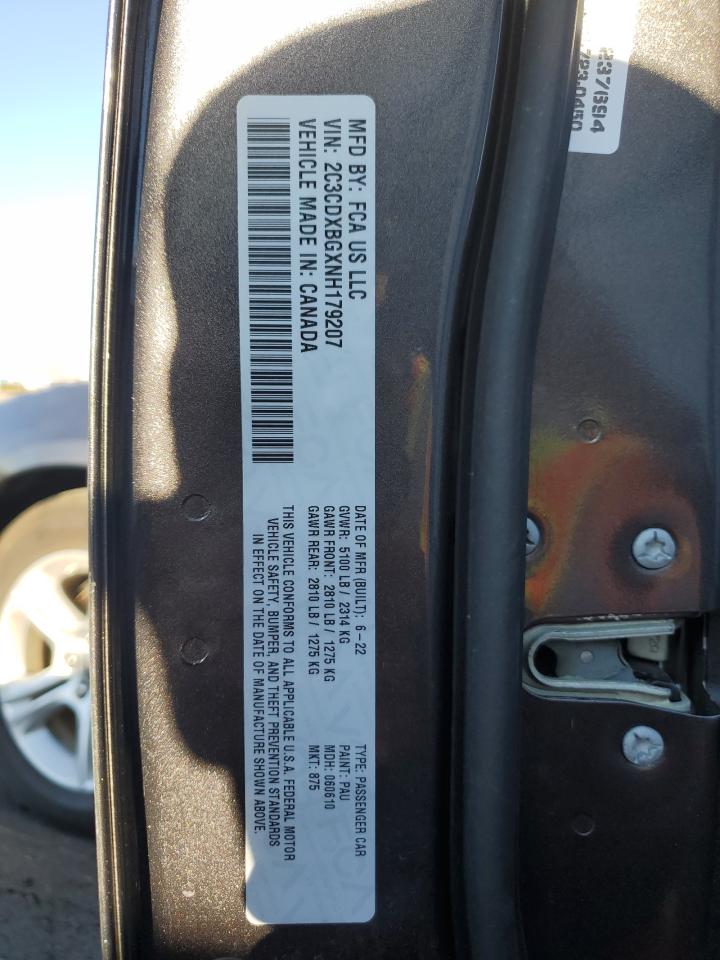 MFD BY: FCA US LLC
VIN: 2C3CDXBGXNH179207
VEHICLE MADE IN: CANADA
DATE OF MFR (BUILT): 6-22
GVWR: 5100 LB / 2314 KG
GAWR FRONT: 2810 LB / 1275 KG
GAWR REAR: 2810 LB / 1275 KG
TYPE: PASSENGER CAR
PAINT: PAU
MDH: 060610
MKT: 875
THIS VEHICLE CONFORMS TO ALL APPLICABLE U.S.A. FEDERAL MOTOR
VEHICLE SAFETY, BUMPER, AND THEFT PREVENTION STANDARDS
IN EFFECT ON THE DATE OF MANUFACTURE SHOWN ABOVE.